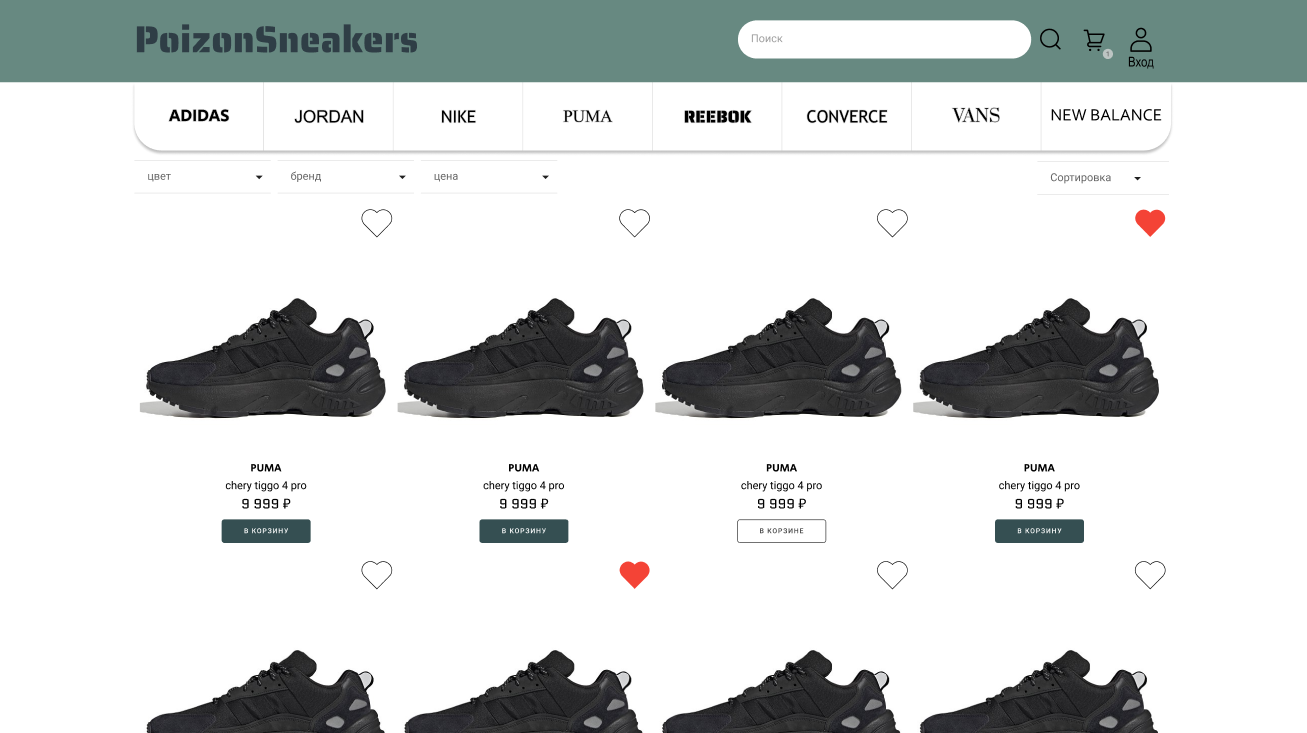 PoizonSneakers
Поиск
1
Вход
ADIDAS JORDAN NIKE PUMA REEBOK CONVERCE VANS NEW BALANCE
цвет бренд цена Сортировка
PUMA PUMA PUMA PUMA
chery tiggo 4 pro chery tiggo 4 pro chery tiggo 4 pro chery tiggo 4 pro
9 999 ₽ 9 999 ₽ 9 999 ₽ 9 999 ₽
В КОРЗИНУ В КОРЗИНУ В КОРЗИНЕ В КОРЗИНУ